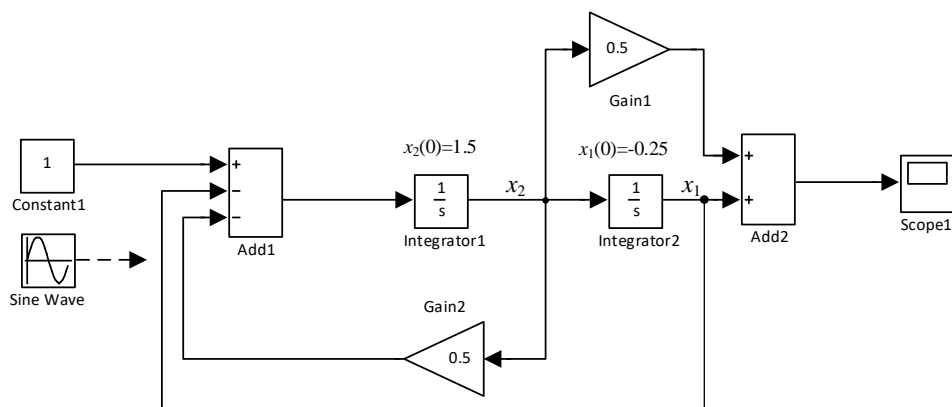 0.5
Gain1
1
Constant1
+
−
−
Add1
x₂(0)=1.5
1
s
Integrator1
x₂
x₁(0)=-0.25
1
s
Integrator2
x₁
+
+
Add2
Scope1
Sine Wave
Gain2
0.5